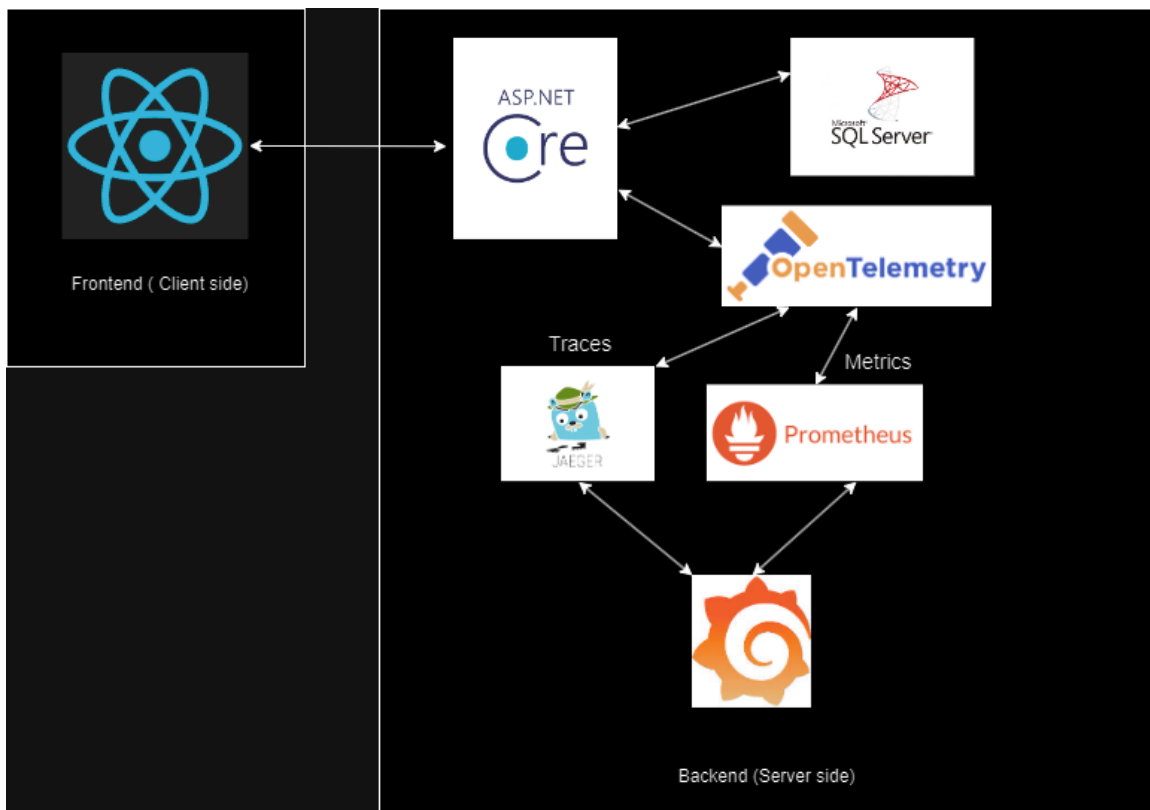 Frontend ( Client side)
ASP.NET
Core
Microsoft
SQL Server
OpenTelemetry
Traces
Metrics
JAEGER
Prometheus
Backend (Server side)